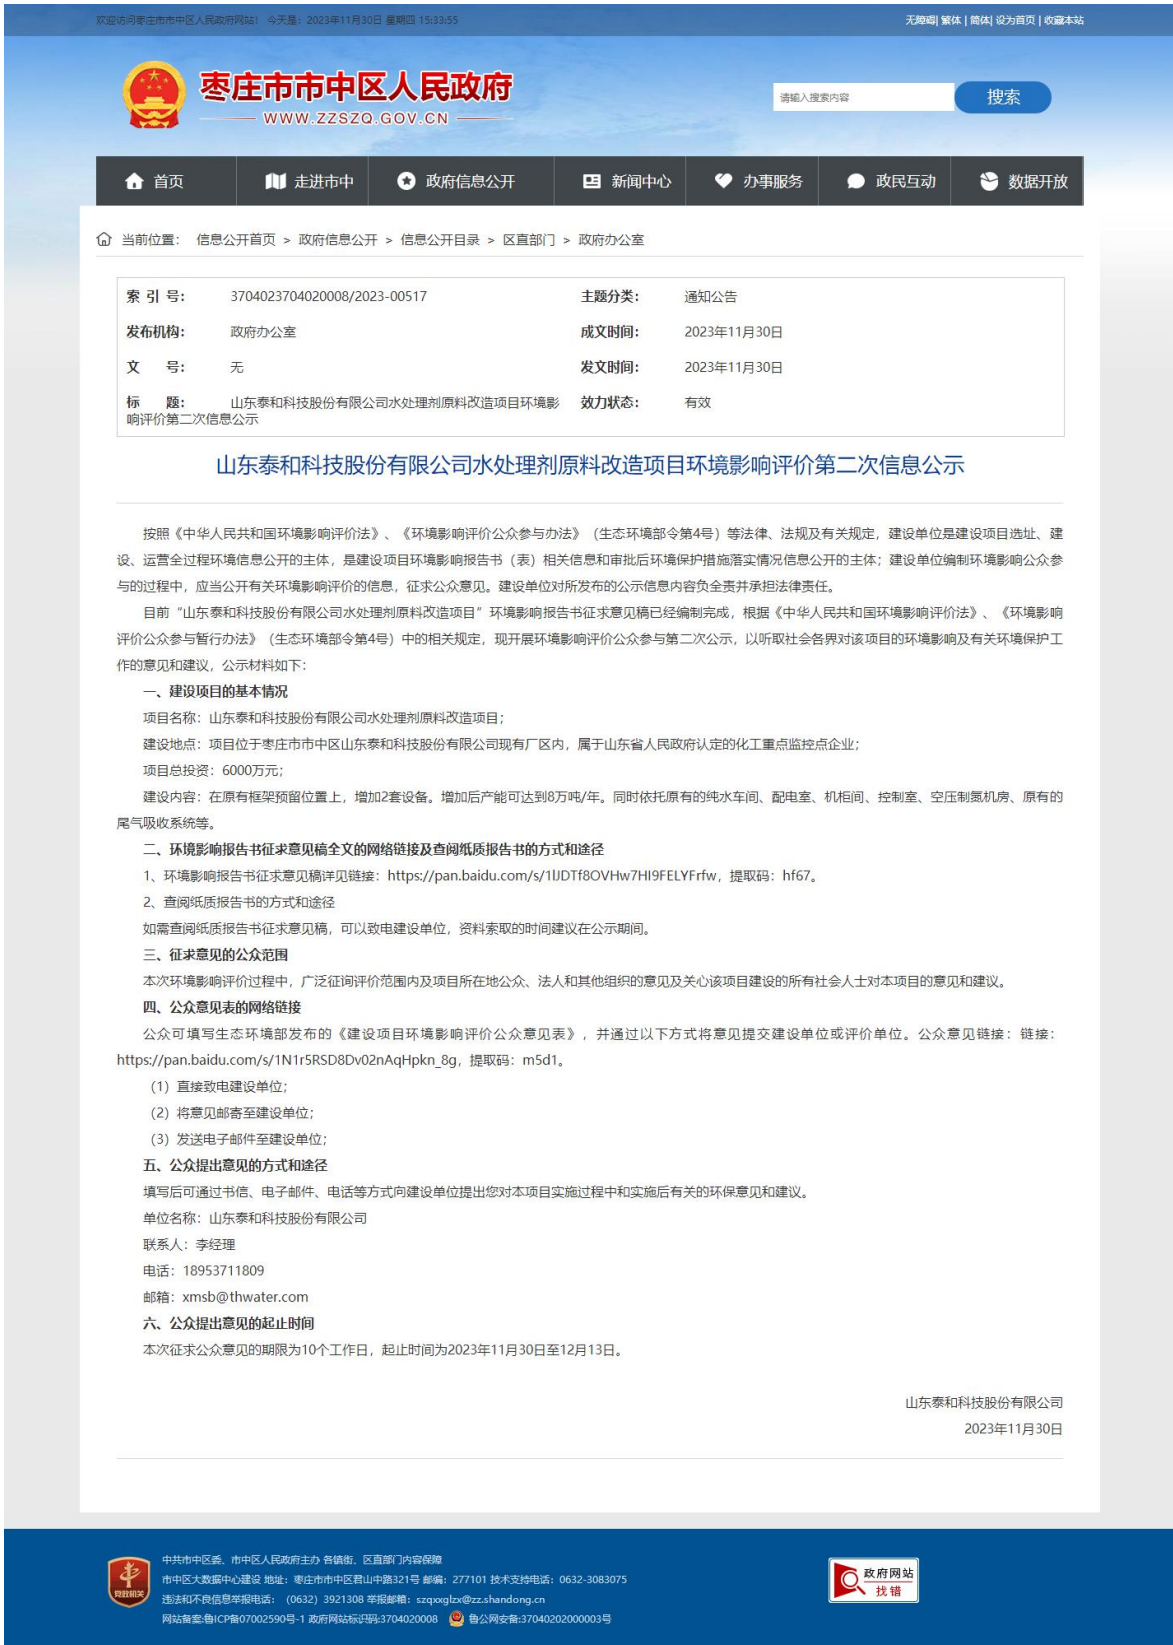 欢迎访问枣庄市市中区人民政府网站！ 今天是：2023年11月30日 星期四 15:33:55
无障碍| 繁体 | 简体| 设为首页 | 收藏本站
枣庄市市中区人民政府
WWW.ZZSZQ.GOV.CN
请输入搜索内容
搜索
首页 走进市中 政府信息公开 新闻中心 办事服务 政民互动 数据开放
当前位置： 信息公开首页 > 政府信息公开 > 信息公开目录 > 区直部门 > 政府办公室
索 引 号： 3704023704020008/2023-00517 主题分类： 通知公告
发布机构： 政府办公室 成文时间： 2023年11月30日
文 号： 无 发文时间： 2023年11月30日
标 题： 山东泰和科技股份有限公司水处理剂原料改造项目环境影 效力状态： 有效
响评价第二次信息公示
山东泰和科技股份有限公司水处理剂原料改造项目环境影响评价第二次信息公示
按照《中华人民共和国环境影响评价法》、《环境影响评价公众参与办法》（生态环境部令第4号）等法律、法规及有关规定，建设单位是建设项目选址、建
设、运营全过程环境信息公开的主体，是建设项目环境影响报告书（表）相关信息和审批后环境保护措施落实情况信息公开的主体；建设单位编制环境影响公众参
与的过程中，应当公开有关环境影响评价的信息，征求公众意见。建设单位对所发布的公示信息内容负全责并承担法律责任。
目前“山东泰和科技股份有限公司水处理剂原料改造项目”环境影响报告书征求意见稿已经编制完成，根据《中华人民共和国环境影响评价法》、《环境影响
评价公众参与暂行办法》（生态环境部令第4号）中的相关规定，现开展环境影响评价公众参与第二次公示，以听取社会各界对该项目的环境影响及有关环境保护工
作的意见和建议，公示材料如下：
一、建设项目的基本情况
项目名称：山东泰和科技股份有限公司水处理剂原料改造项目；
建设地点：项目位于枣庄市市中区山东泰和科技股份有限公司现有厂区内，属于山东省人民政府认定的化工重点监控点企业；
项目总投资：6000万元；
建设内容：在原有框架预留位置上，增加2套设备。增加后产能可达到8万吨/年。同时依托原有的纯水车间、配电室、机柜间、控制室、空压制氮机房、原有的
尾气吸收系统等。
二、环境影响报告书征求意见稿全文的网络链接及查阅纸质报告书的方式和途径
1、环境影响报告书征求意见稿详见链接：https://pan.baidu.com/s/1lJDTf8OVHw7HI9FELYFrfw，提取码：hf67。
2、查阅纸质报告书的方式和途径
如需查阅纸质报告书征求意见稿，可以致电建设单位，资料索取的时间建议在公示期间。
三、征求意见的公众范围
本次环境影响评价过程中，广泛征询评价范围内及项目所在地公众、法人和其他组织的意见及关心该项目建设的所有社会人士对本项目的意见和建议。
四、公众意见表的网络链接
公众可填写生态环境部发布的《建设项目环境影响评价公众意见表》，并通过以下方式将意见提交建设单位或评价单位。公众意见链接：链接：
https://pan.baidu.com/s/1N1r5RSD8Dv02nAqHpkn_8g，提取码：m5d1。
（1）直接致电建设单位；
（2）将意见邮寄至建设单位；
（3）发送电子邮件至建设单位；
五、公众提出意见的方式和途径
填写后可通过书信、电子邮件、电话等方式向建设单位提出您对本项目实施过程中和实施后有关的环保意见和建议。
单位名称：山东泰和科技股份有限公司
联系人：李经理
电话：18953711809
邮箱：xmsb@thwater.com
六、公众提出意见的起止时间
本次征求公众意见的期限为10个工作日，起止时间为2023年11月30日至12月13日。
山东泰和科技股份有限公司
2023年11月30日
党政机关
中共市中区委、市中区人民政府主办 各镇街、区直部门内容保障
市中区大数据中心建设 地址：枣庄市市中区君山中路321号 邮编：277101 技术支持电话：0632-3083075
违法和不良信息举报电话：（0632）3921308 举报邮箱：szqxxglzx@zz.shandong.cn
网站备案:鲁ICP备07002590号-1 政府网站标识码:3704020008 鲁公网安备:37040202000003号
政府网站
找错